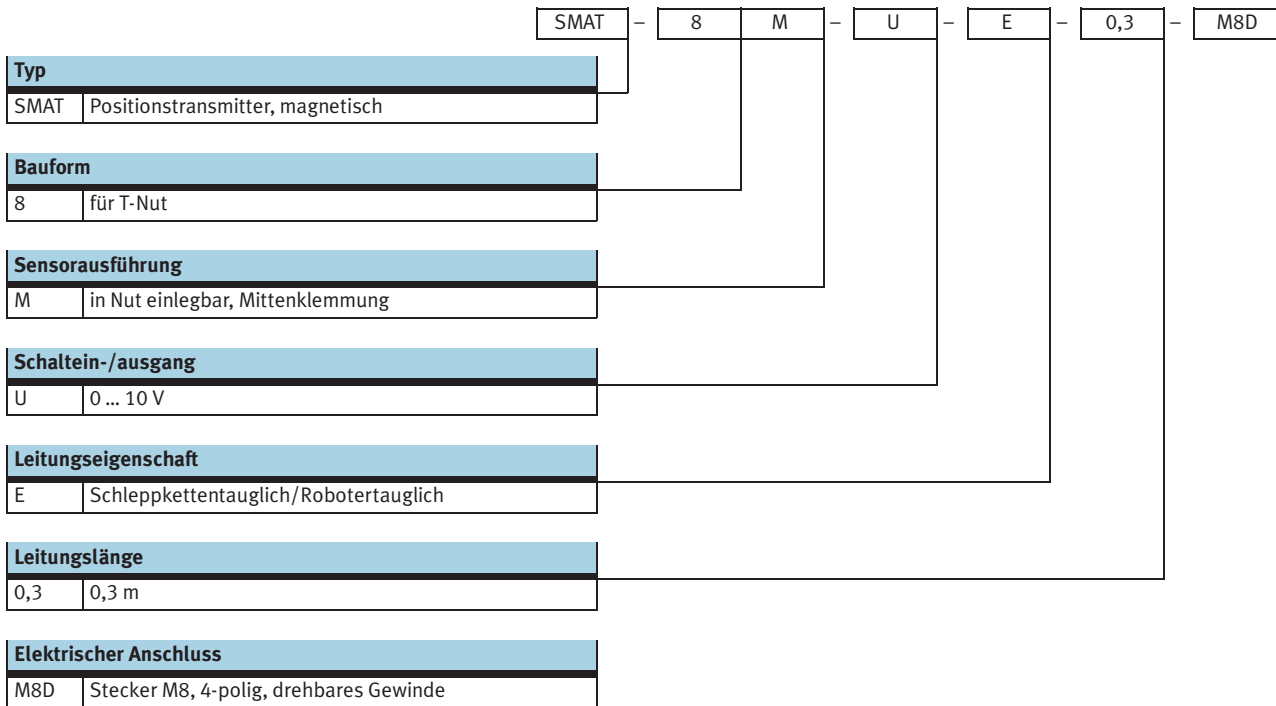 SMAT – 8 M – U – E – 0,3 – M8D
Typ
SMAT Positionstransmitter, magnetisch
Bauform
8 für T-Nut
Sensorausführung
M in Nut einlegbar, Mittenklemmung
Schaltein-/ausgang
U 0 ... 10 V
Leitungseigenschaft
E Schleppkettentauglich/Robotertauglich
Leitungslänge
0,3 0,3 m
Elektrischer Anschluss
M8D Stecker M8, 4-polig, drehbares Gewinde